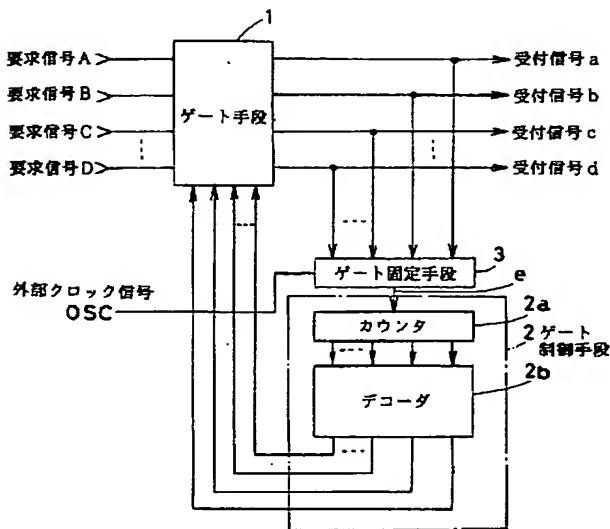 1
要求信号A
受付信号a
要求信号B
受付信号b
ゲート手段
要求信号C
受付信号c
要求信号D
受付信号d
3
ゲート固定手段
e
外部クロック信号
OSC
2a
カウンタ
2 ゲート
制御手段
2b
デコーダ